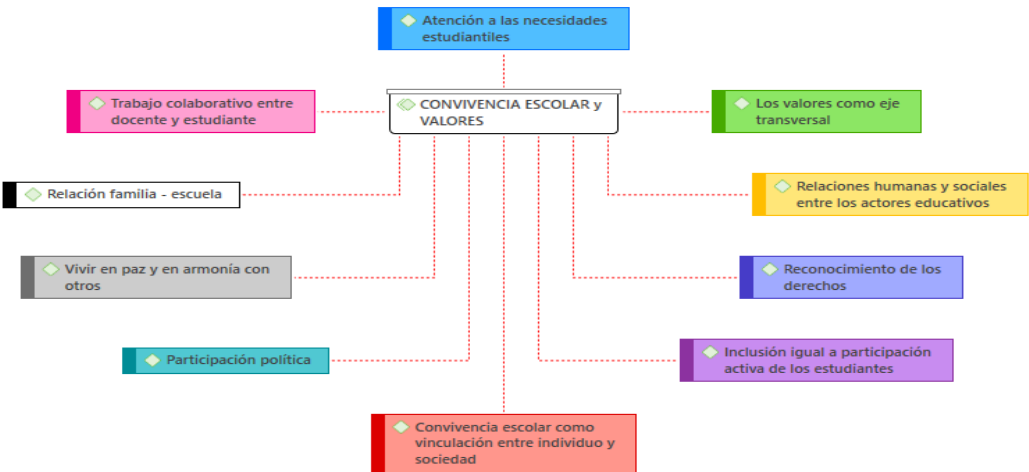 Atención a las necesidades
estudiantiles
Trabajo colaborativo entre
docente y estudiante
CONVIVENCIA ESCOLAR y
VALORES
Los valores como eje
transversal
Relación familia - escuela
Relaciones humanas y sociales
entre los actores educativos
Vivir en paz y en armonía con
otros
Reconocimiento de los
derechos
Participación política
Inclusión igual a participación
activa de los estudiantes
Convivencia escolar como
vinculación entre individuo y
sociedad